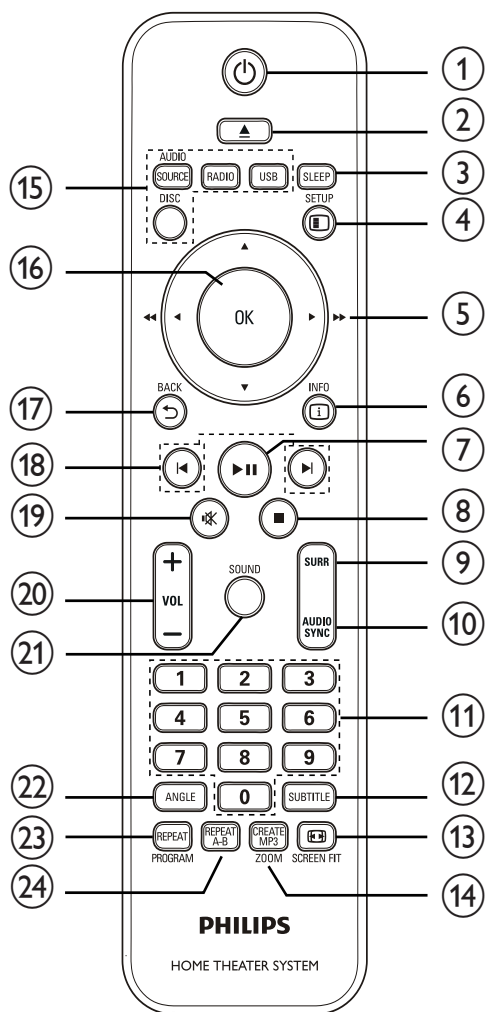 1
2
AUDIO
SOURCE RADIO USB SLEEP 3
15
DISC SETUP
4
16
OK 5
BACK INFO
17 6
18 7
19 8
SURR 9
20 VOL SOUND
AUDIO
SYNC 10
21
1 2 3
4 5 6 11
7 8 9
22 ANGLE 0 SUBTITLE 12
23 REPEAT REPEAT
A-B CREATE
MP3 13
PROGRAM ZOOM SCREEN FIT
24 14
PHILIPS
HOME THEATER SYSTEM